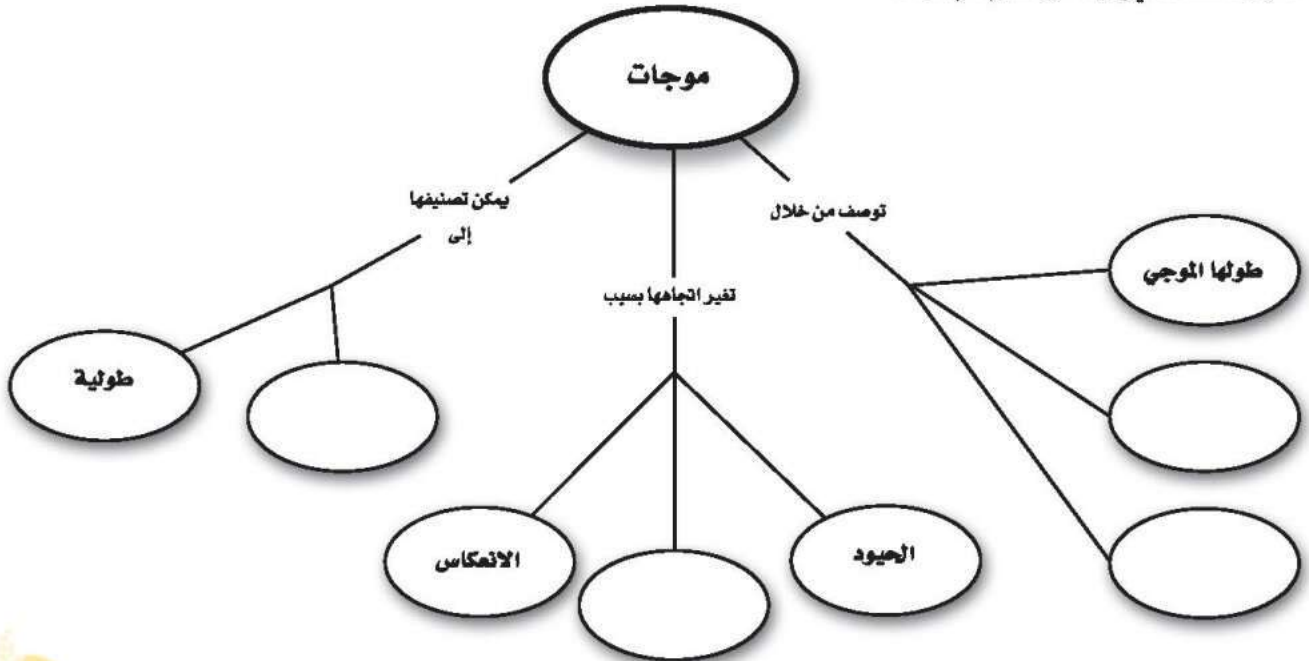 موجات
توصف من خلال
طولها الموجي
تغير اتجاهها بسبب
الحيود
الانعكاس
يمكن تصنيفها
إلى
طولية